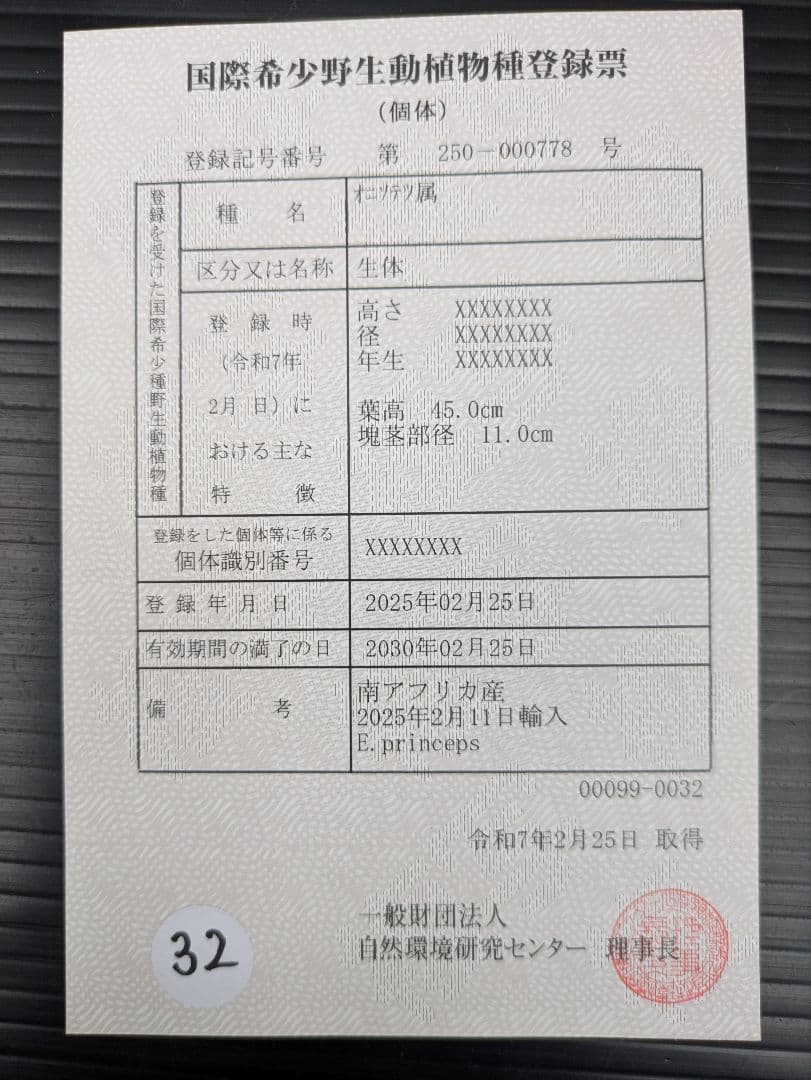 国際希少野生動植物種登録票
(個体)
登録記号番号 第 250-000778 号
登録を受けた国際希少種野生動植物種
種 名 ｵﾆｿﾃﾂ属
区分又は名称 生体
登録時
(令和7年
2月 日)に
おける主な
特 徴
高さ XXXXXXXX
径 XXXXXXXX
年生 XXXXXXXX
葉高 45.0cm
塊茎部径 11.0cm
登録をした個体等に係る
個体識別番号 XXXXXXXX
登録年月日 2025年02月25日
有効期間の満了の日 2030年02月25日
備 考
南アフリカ産
2025年2月11日輸入
E.princeps
00099-0032
令和7年2月25日 取得
一般財団法人
自然環境研究センター 理事長
32